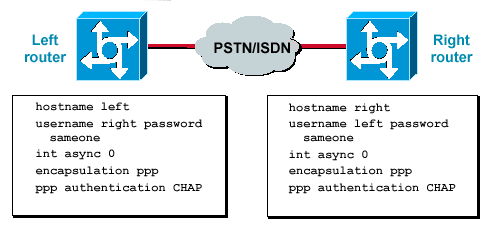 Left
router
PSTN/ISDN
Right
router
hostname left
username right password
sameone
int async 0
encapsulation ppp
ppp authentication CHAP
hostname right
username left password
sameone
int async 0
encapsulation ppp
ppp authentication CHAP